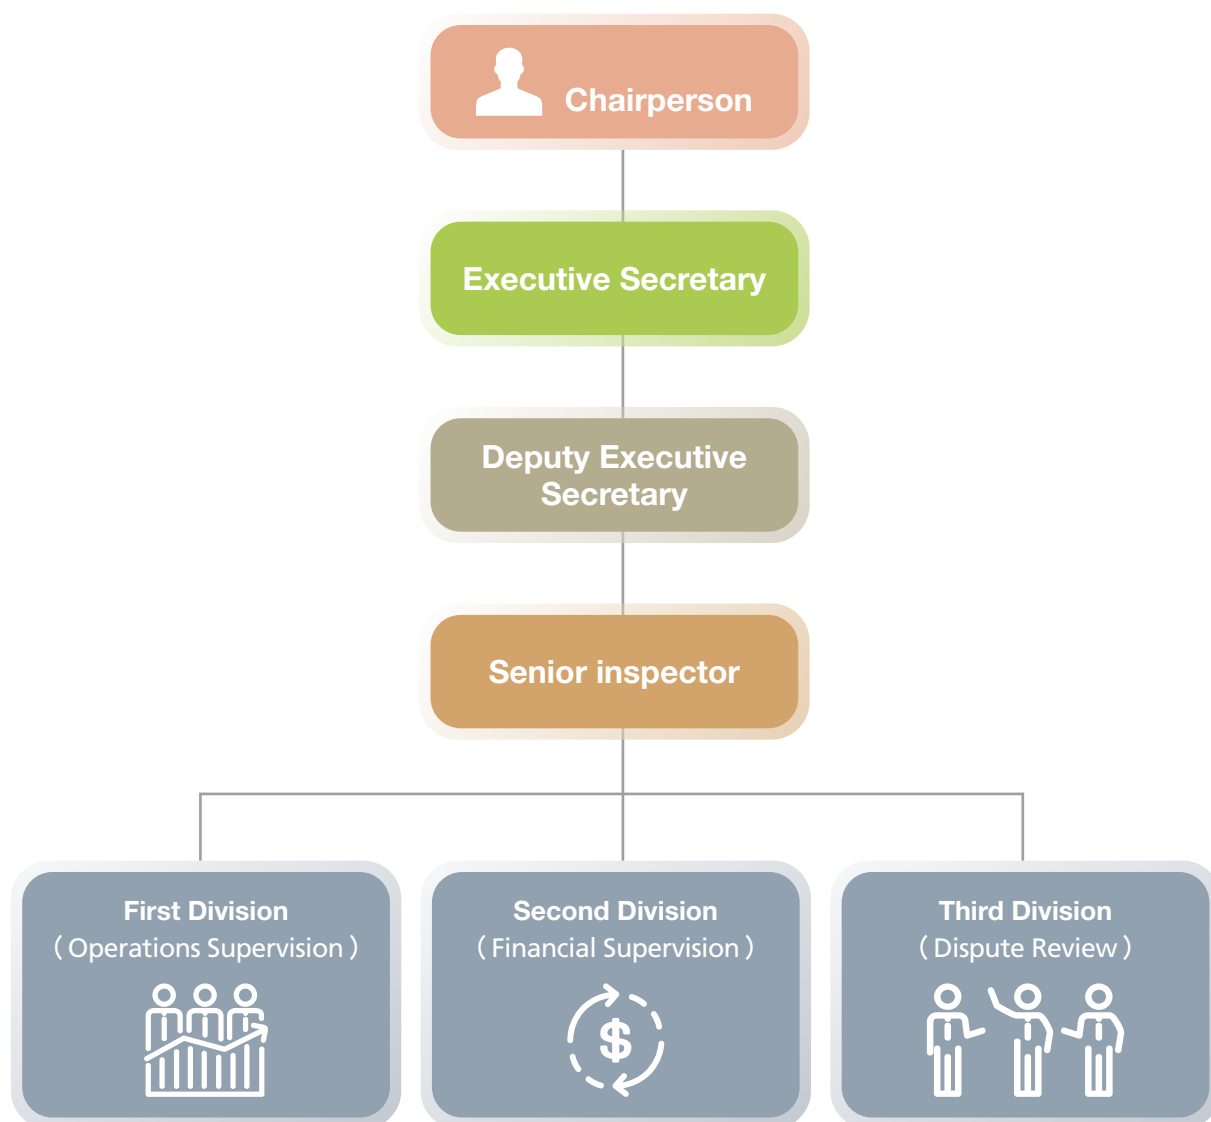 Chairperson
Executive Secretary
Deputy Executive
Secretary
Senior inspector
First Division
（Operations Supervision）
Second Division
（Financial Supervision）
Third Division
（Dispute Review）
$